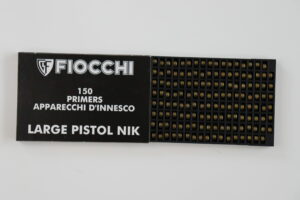 FIOCCHI
150
PRIMERS
APPARECCHI D'INNESCO
LARGE PISTOL NIK